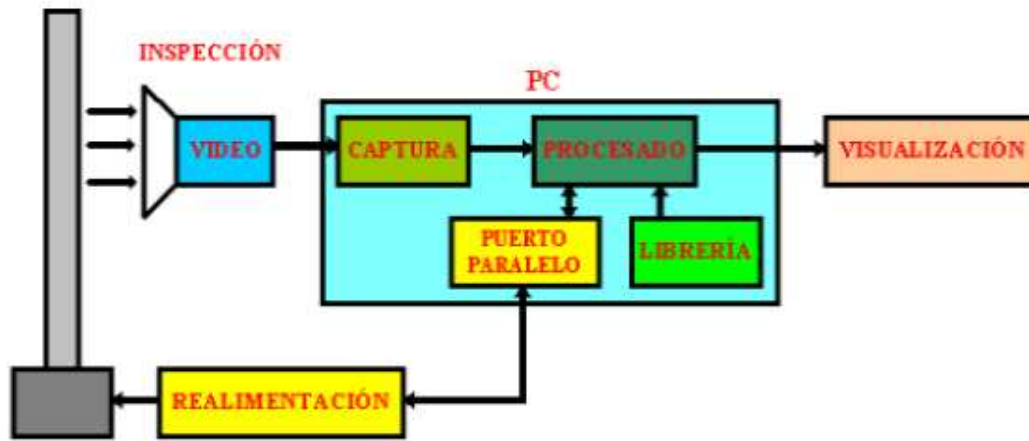 INSPECCIÓN
PC
VIDEO
CAPTURA
PROCESADO
VISUALIZACIÓN
PUERTO
PARALELO
LIBRERÍA
REALIMENTACIÓN